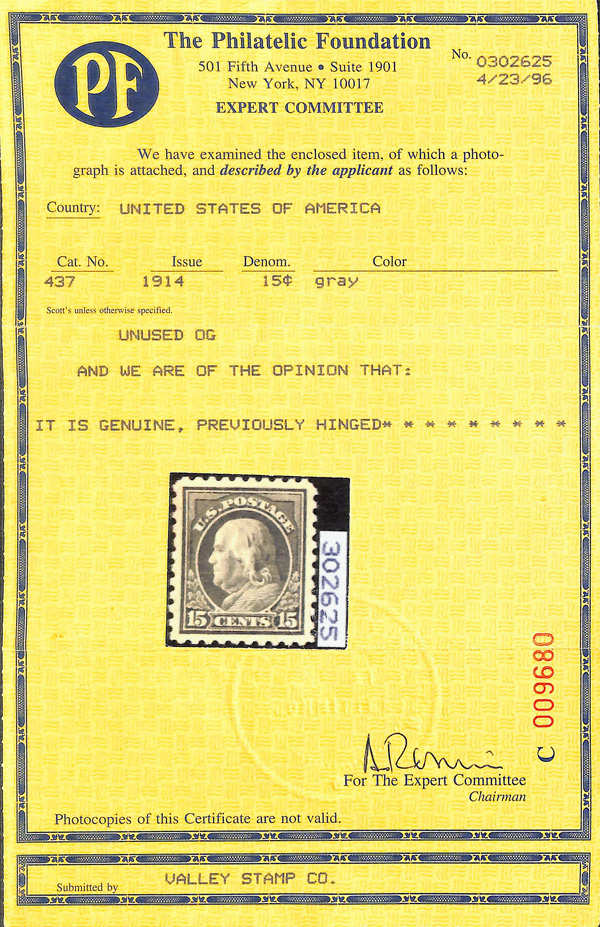 PF
The Philatelic Foundation
501 Fifth Avenue • Suite 1901
New York, NY 10017
EXPERT COMMITTEE
No. 0302625
4/23/96
We have examined the enclosed item, of which a photo-
graph is attached, and described by the applicant as follows:
Country: UNITED STATES OF AMERICA
Cat. No. Issue Denom. Color
437 1914 15¢ gray
Scott's unless otherwise specified.
UNUSED OG
AND WE ARE OF THE OPINION THAT:
IT IS GENUINE, PREVIOUSLY HINGED* * * * * * * * *
U.S. POSTAGE
15 CENTS 15
302625
C 009680
For The Expert Committee
Chairman
Photocopies of this Certificate are not valid.
Submitted by VALLEY STAMP CO.